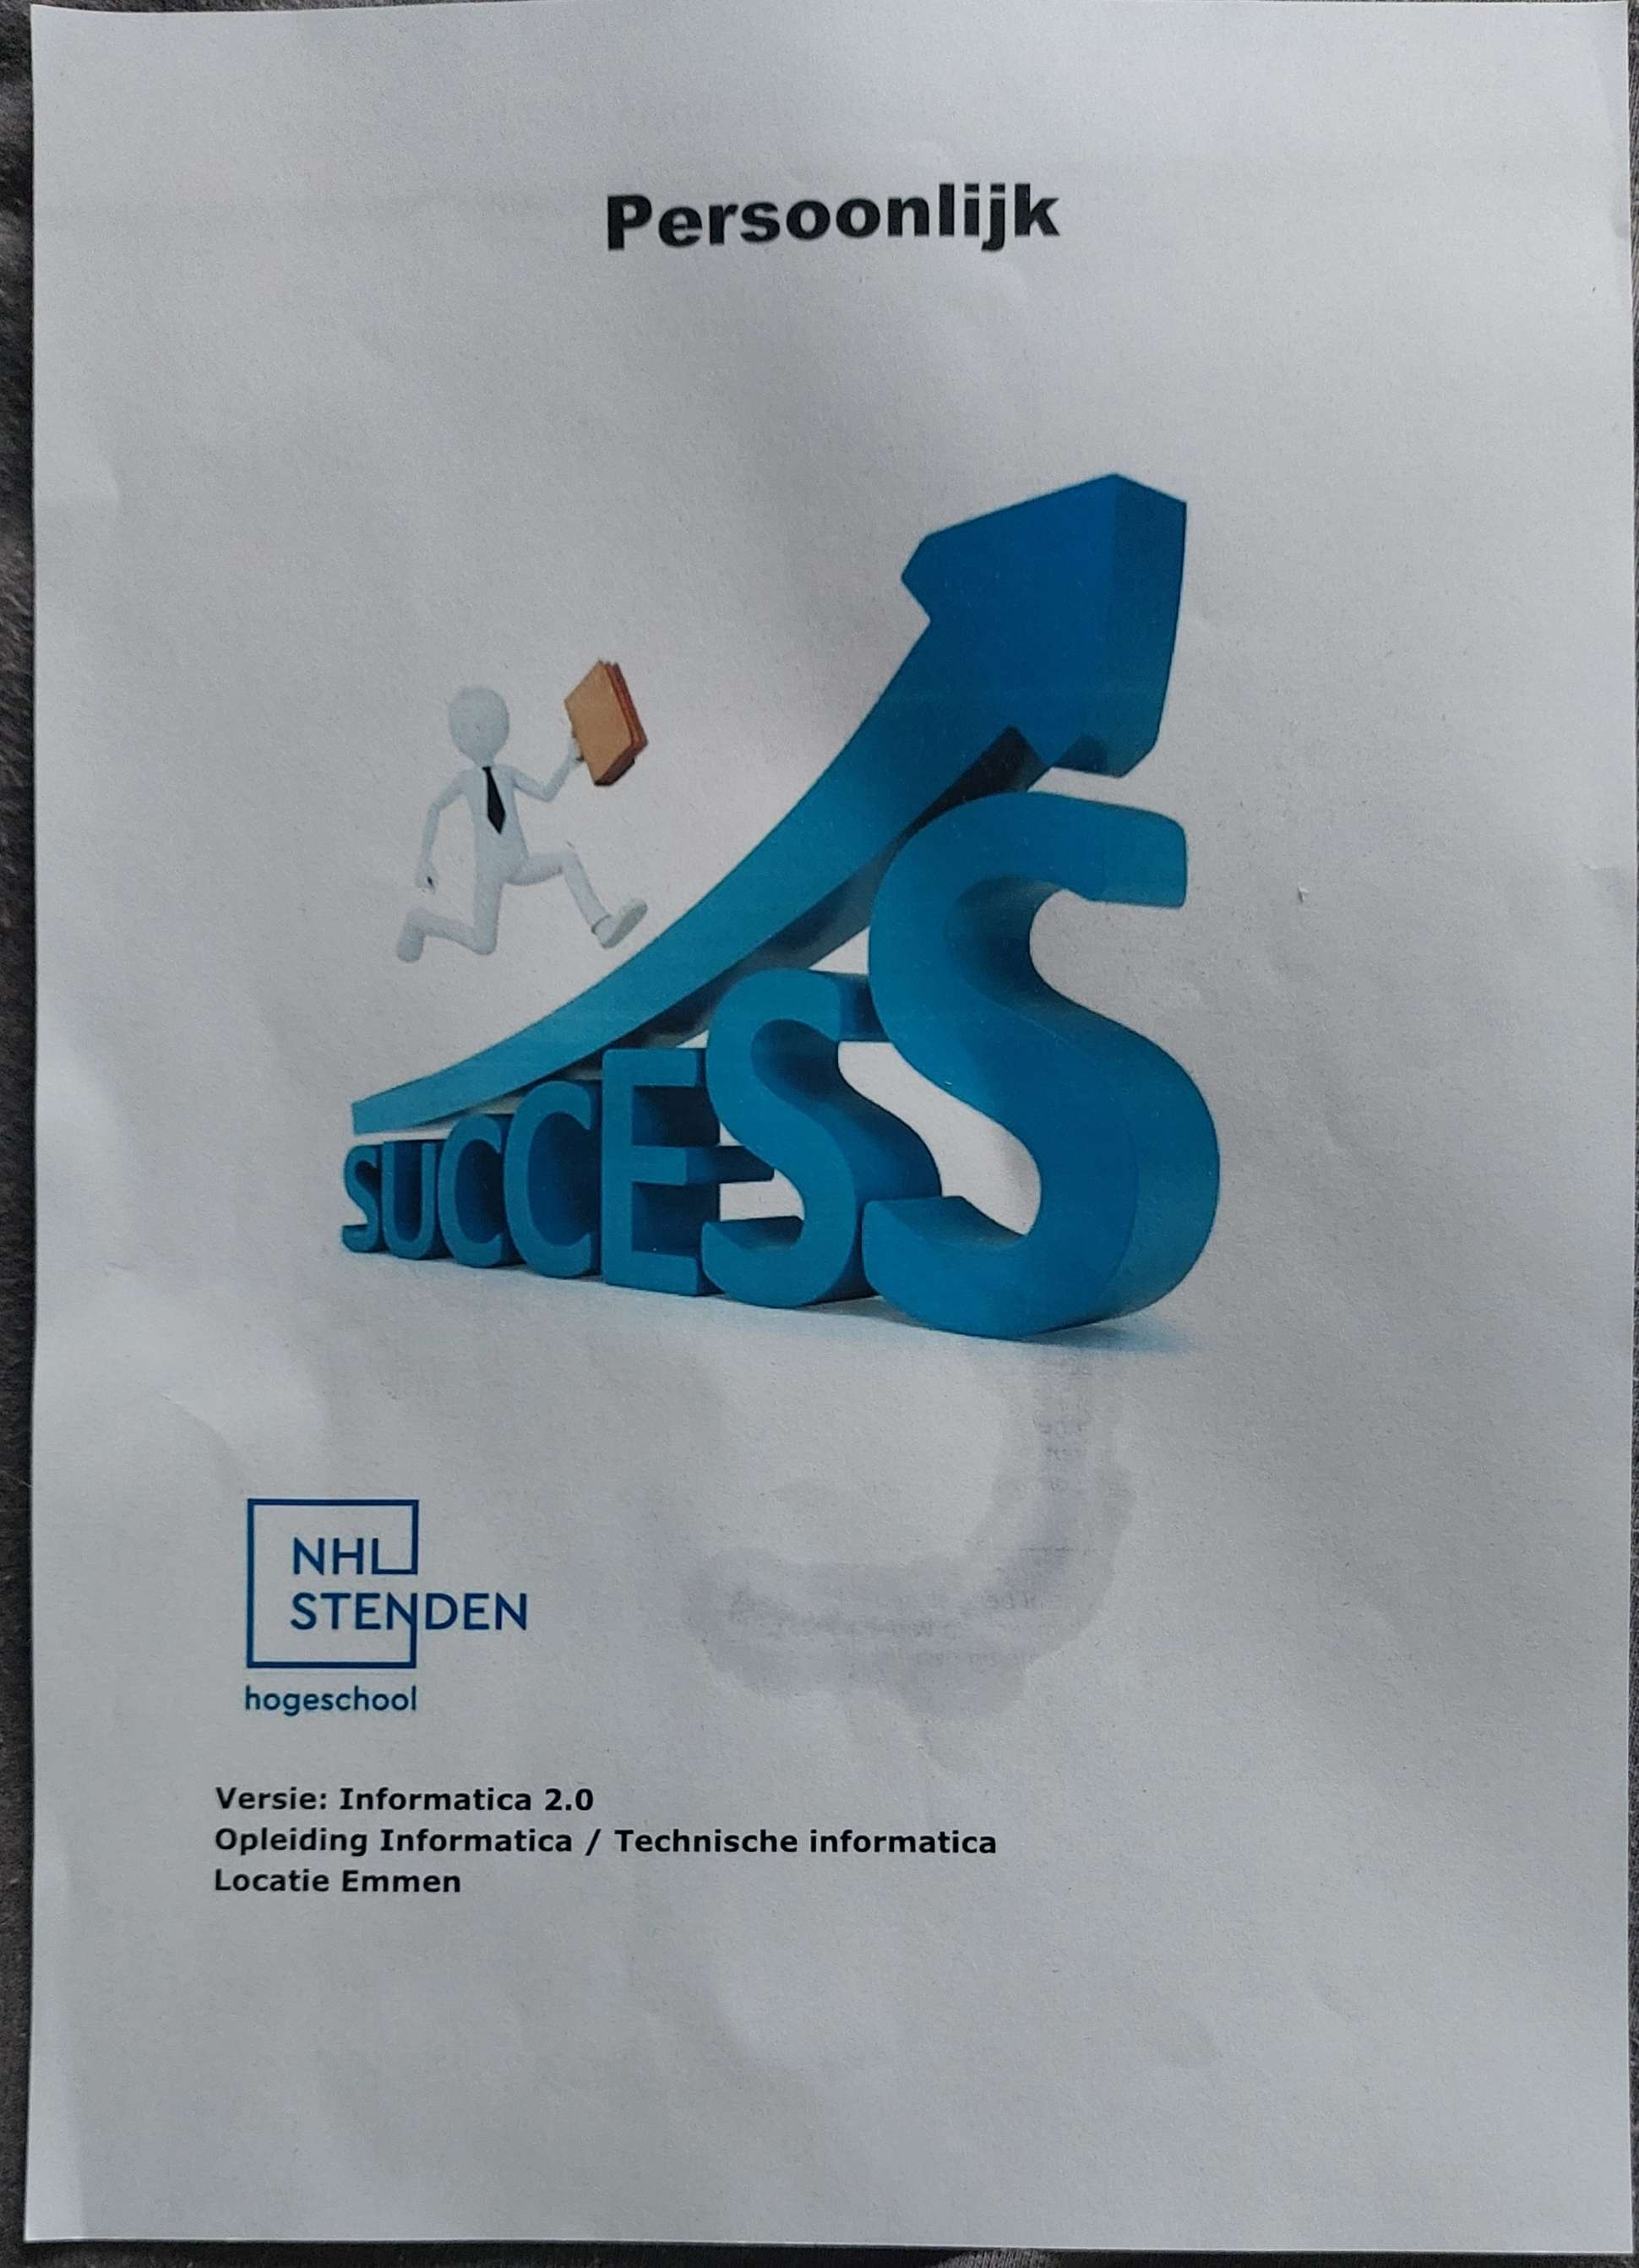 Persoonlijk
SUCCESS
NHL
STENDEN
hogeschool
Versie: Informatica 2.0
Opleiding Informatica / Technische informatica
Locatie Emmen